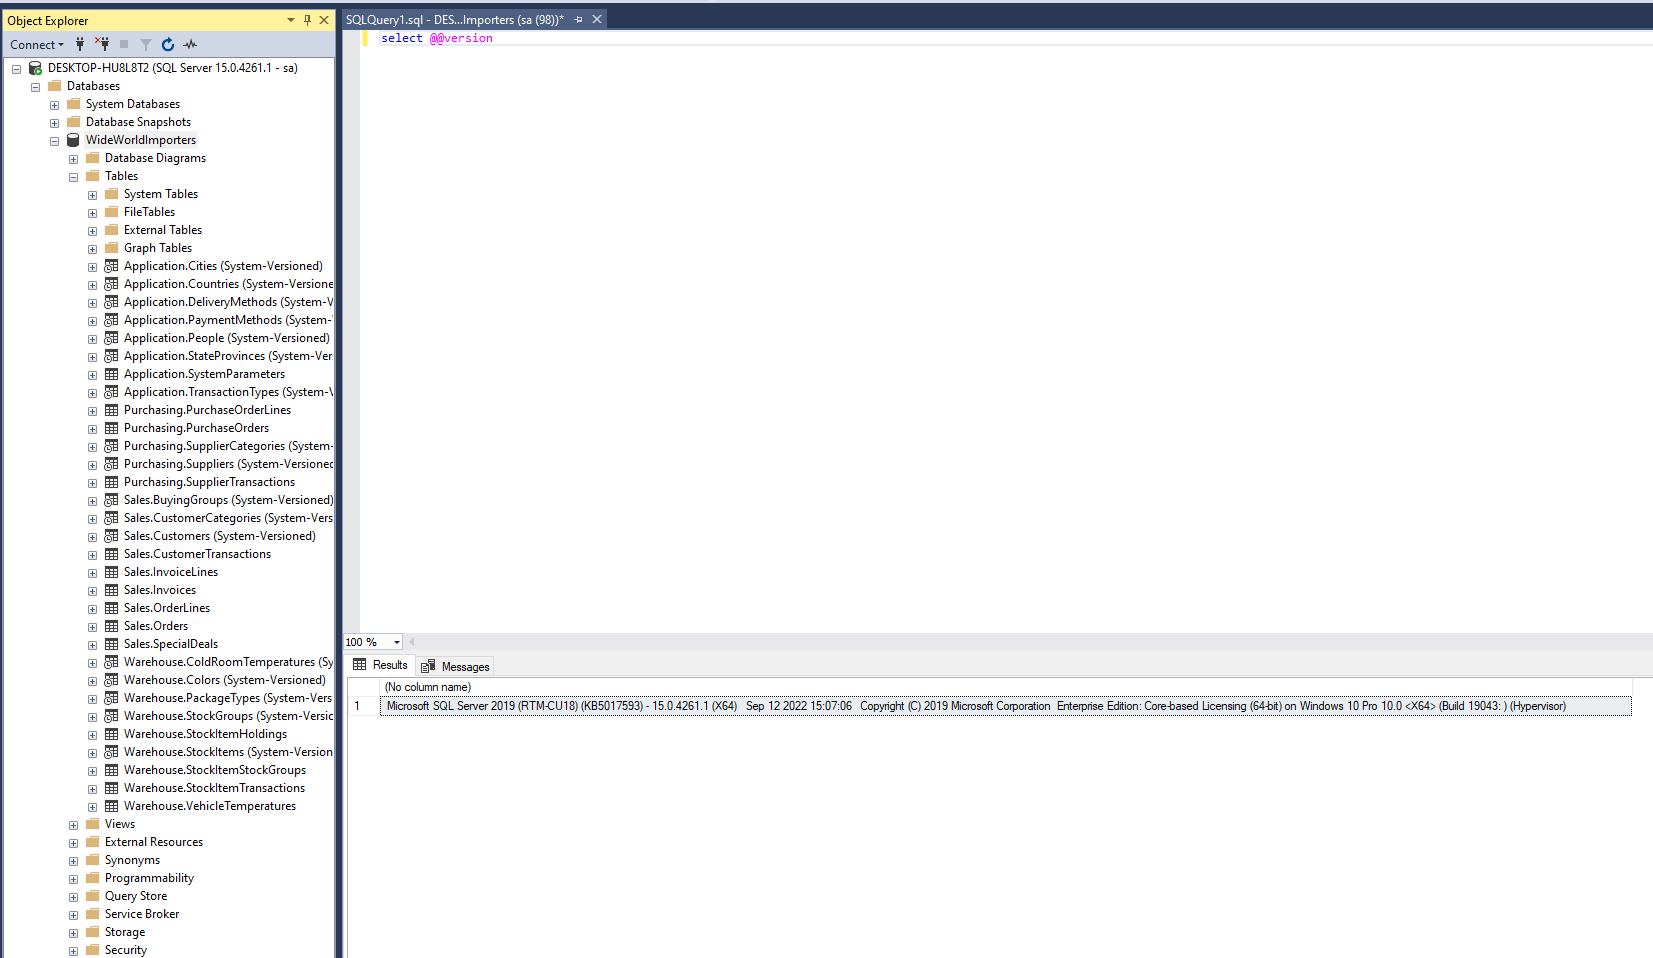 Object Explorer
Connect
DESKTOP-HU8L8T2 (SQL Server 15.0.4261.1 - sa)
Databases
System Databases
Database Snapshots
WideWorldImporters
Database Diagrams
Tables
System Tables
FileTables
External Tables
Graph Tables
Application.Cities (System-Versioned)
Application.Countries (System-Versione
Application.DeliveryMethods (System-V
Application.PaymentMethods (System-
Application.People (System-Versioned)
Application.StateProvinces (System-Ver
Application.SystemParameters
Application.TransactionTypes (System-V
Purchasing.PurchaseOrderLines
Purchasing.PurchaseOrders
Purchasing.SupplierCategories (System-
Purchasing.Suppliers (System-Versioned
Purchasing.SupplierTransactions
Sales.BuyingGroups (System-Versioned)
Sales.CustomerCategories (System-Vers
Sales.Customers (System-Versioned)
Sales.CustomerTransactions
Sales.InvoiceLines
Sales.Invoices
Sales.OrderLines
Sales.Orders
Sales.SpecialDeals
Warehouse.ColdRoomTemperatures (Sy
Warehouse.Colors (System-Versioned)
Warehouse.PackageTypes (System-Vers
Warehouse.StockGroups (System-Versic
Warehouse.StockItemHoldings
Warehouse.StockItems (System-Version
Warehouse.StockItemStockGroups
Warehouse.StockItemTransactions
Warehouse.VehicleTemperatures
Views
External Resources
Synonyms
Programmability
Query Store
Service Broker
Storage
Security
SQLQuery1.sql - DES...Importers (sa (98))*
select @@version
100 %
Results Messages
(No column name)
1 Microsoft SQL Server 2019 (RTM-CU18) (KB5017593) - 15.0.4261.1 (X64) Sep 12 2022 15:07:06 Copyright (C) 2019 Microsoft Corporation Enterprise Edition: Core-based Licensing (64-bit) on Windows 10 Pro 10.0 <X64> (Build 19043: ) (Hypervisor)